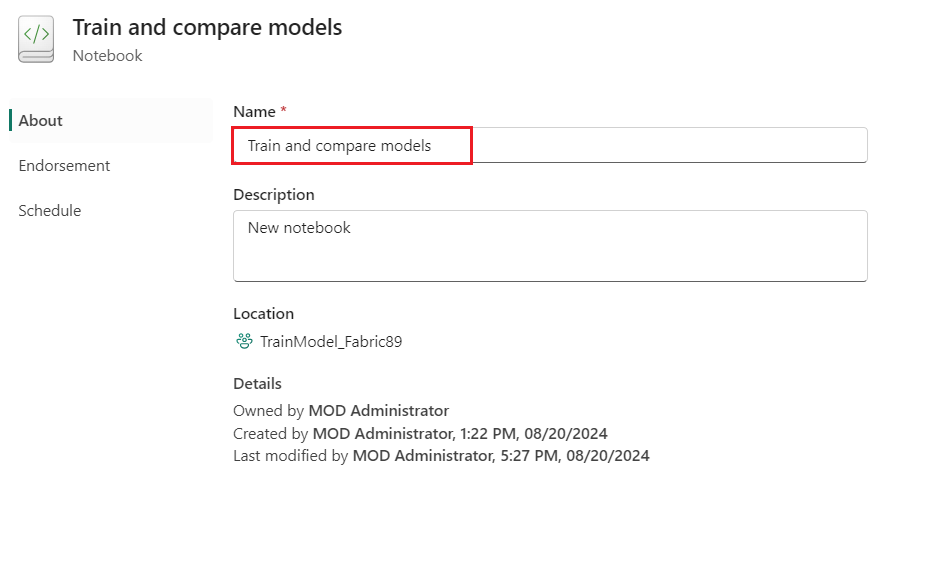 Train and compare models
Notebook
About
Endorsement
Schedule
Name *
Train and compare models
Description
New notebook
Location
TrainModel_Fabric89
Details
Owned by MOD Administrator
Created by MOD Administrator, 1:22 PM, 08/20/2024
Last modified by MOD Administrator, 5:27 PM, 08/20/2024